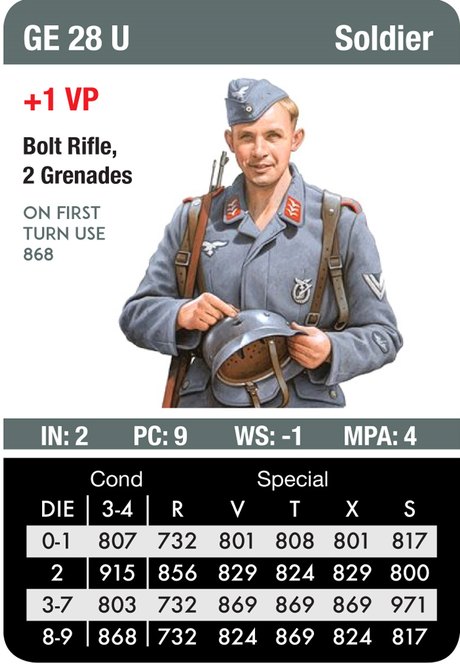 GE 28 U Soldier
+1 VP
Bolt Rifle,
2 Grenades
ON FIRST
TURN USE
868
IN: 2 PC: 9 WS: -1 MPA: 4
Cond Special
DIE 3-4 R V T X S
0-1 807 732 801 808 801 817
2 915 856 829 824 829 800
3-7 803 732 869 869 869 971
8-9 868 732 824 869 824 817